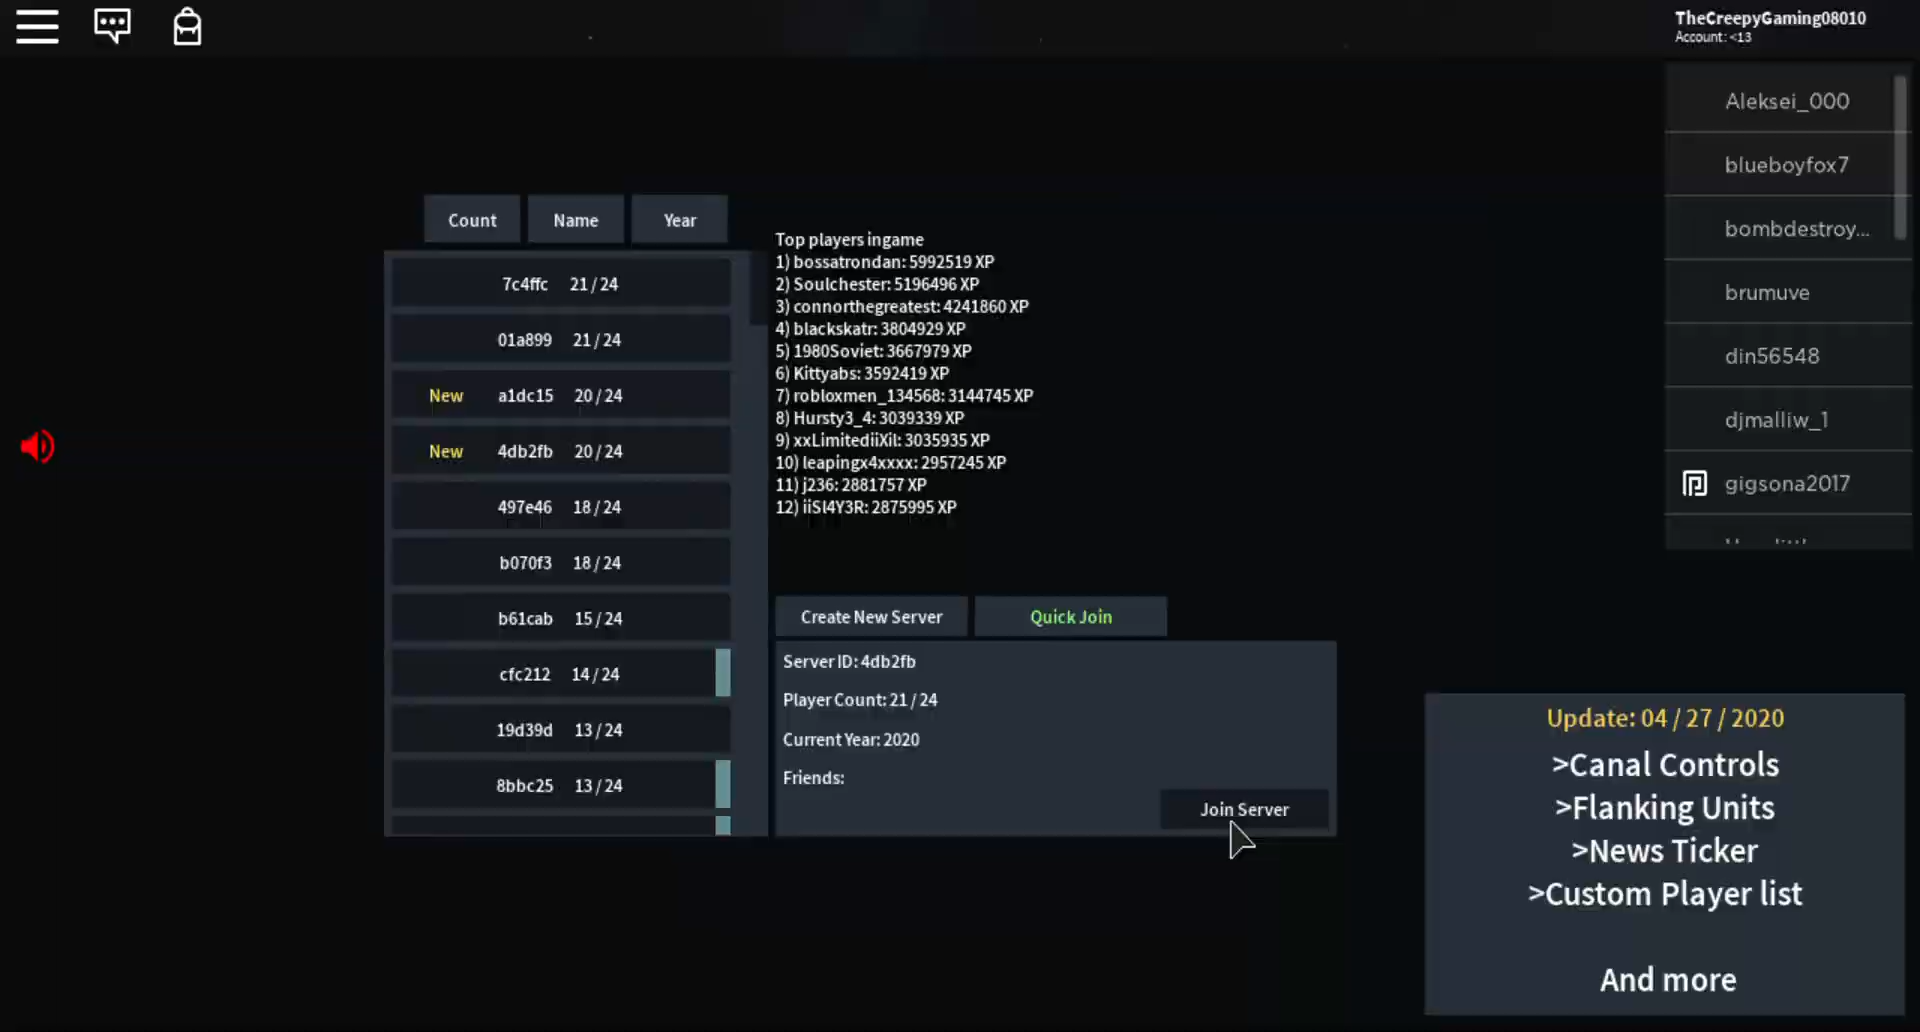 TheCreepyGaming08010
Account: <13
Aleksei_000
blueboyfox7
bombdestroy...
brumuve
din56548
djmalliw_1
gigsona2017
Count Name Year
7c4ffc 21 / 24
01a899 21 / 24
New a1dc15 20 / 24
New 4db2fb 20 / 24
497e46 18 / 24
b070f3 18 / 24
b61cab 15 / 24
cfc212 14 / 24
19d39d 13 / 24
8bbc25 13 / 24
Top players ingame
1) bossatrondan: 5992519 XP
2) Soulchester: 5196496 XP
3) connorthegreatest: 4241860 XP
4) blackskatr: 3804929 XP
5) 1980Soviet: 3667979 XP
6) Kittyabs: 3592419 XP
7) robloxmen_134568: 3144745 XP
8) Hursty3_4: 3039339 XP
9) xxLimitediiXit: 3035935 XP
10) leapingx4xxxx: 2957245 XP
11) j236: 2881757 XP
12) iiSl4Y3R: 2875995 XP
Create New Server Quick Join
Server ID: 4db2fb
Player Count: 21 / 24
Current Year: 2020
Friends:
Join Server
Update: 04 / 27 / 2020
>Canal Controls
>Flanking Units
>News Ticker
>Custom Player list
And more